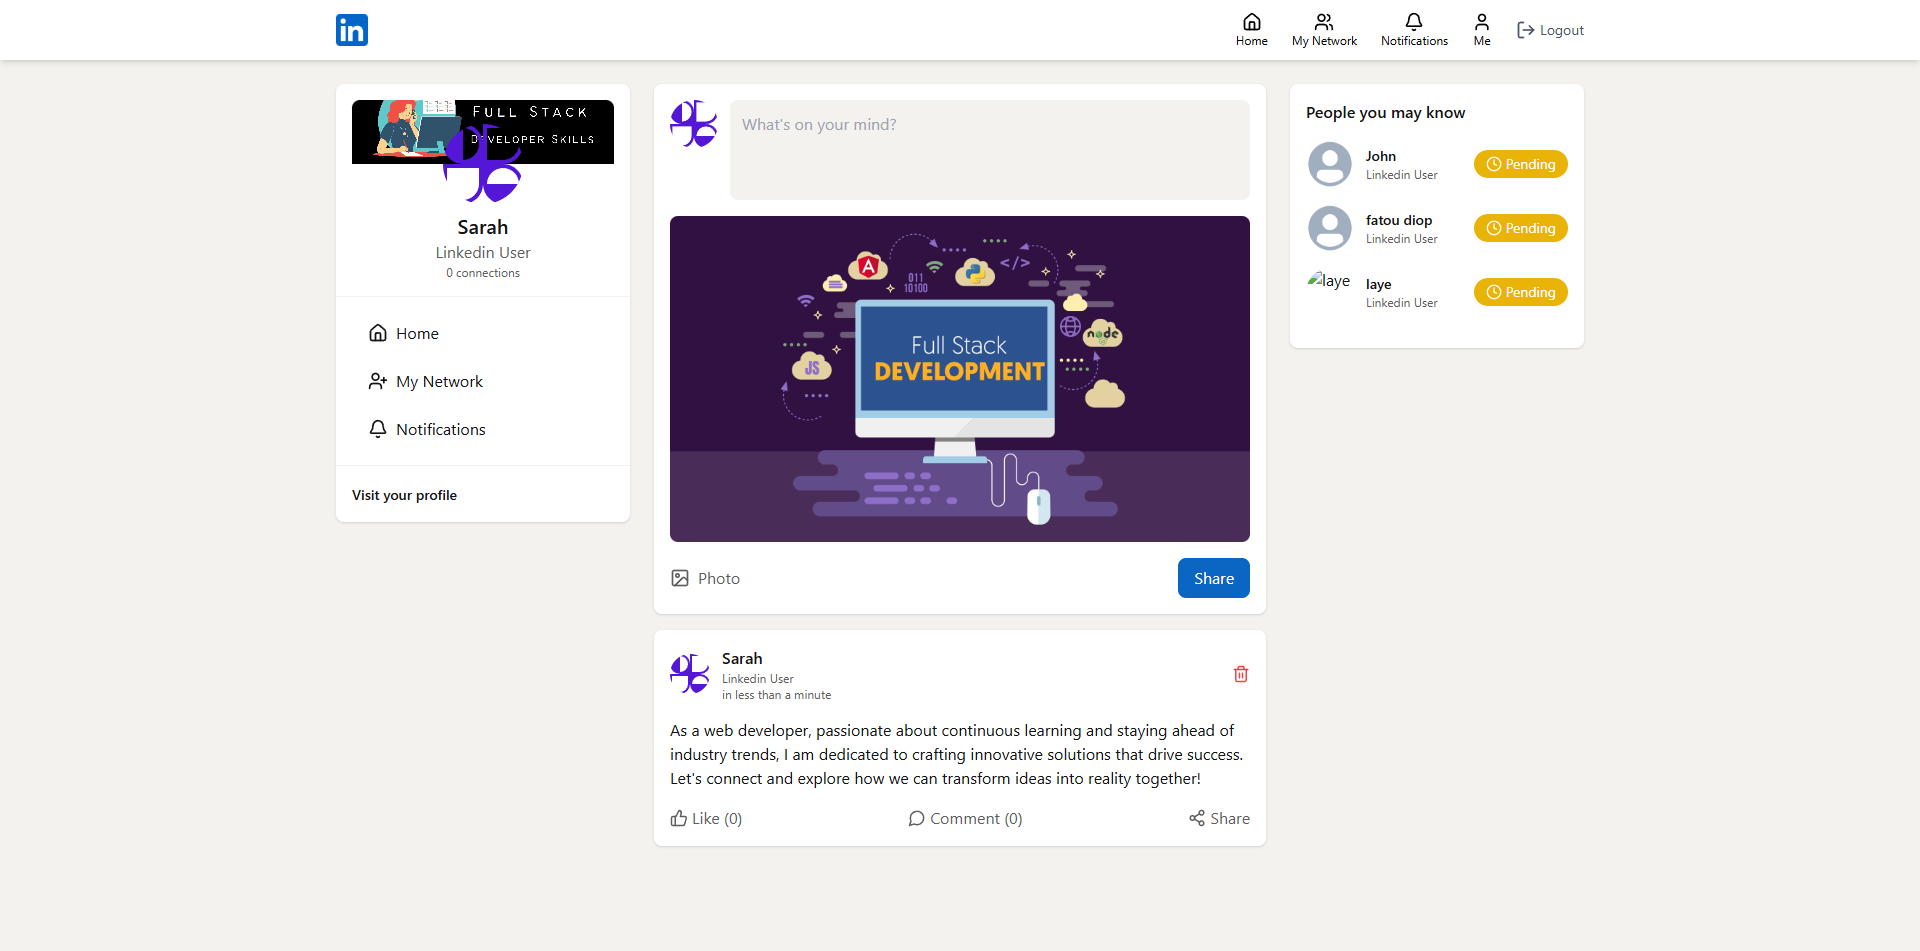 in
Home
My Network
Notifications
Me
Logout
FULL STACK
DEVELOPER SKILLS
Sarah
Linkedin User
0 connections
Home
My Network
Notifications
Visit your profile
What's on your mind?
011
10100
</>
Full Stack
DEVELOPMENT
JS
node
Photo
Share
Sarah
Linkedin User
in less than a minute
As a web developer, passionate about continuous learning and staying ahead of
industry trends, I am dedicated to crafting innovative solutions that drive success.
Let's connect and explore how we can transform ideas into reality together!
Like (0)
Comment (0)
Share
People you may know
John
Linkedin User
Pending
fatou diop
Linkedin User
Pending
laye
laye
Linkedin User
Pending